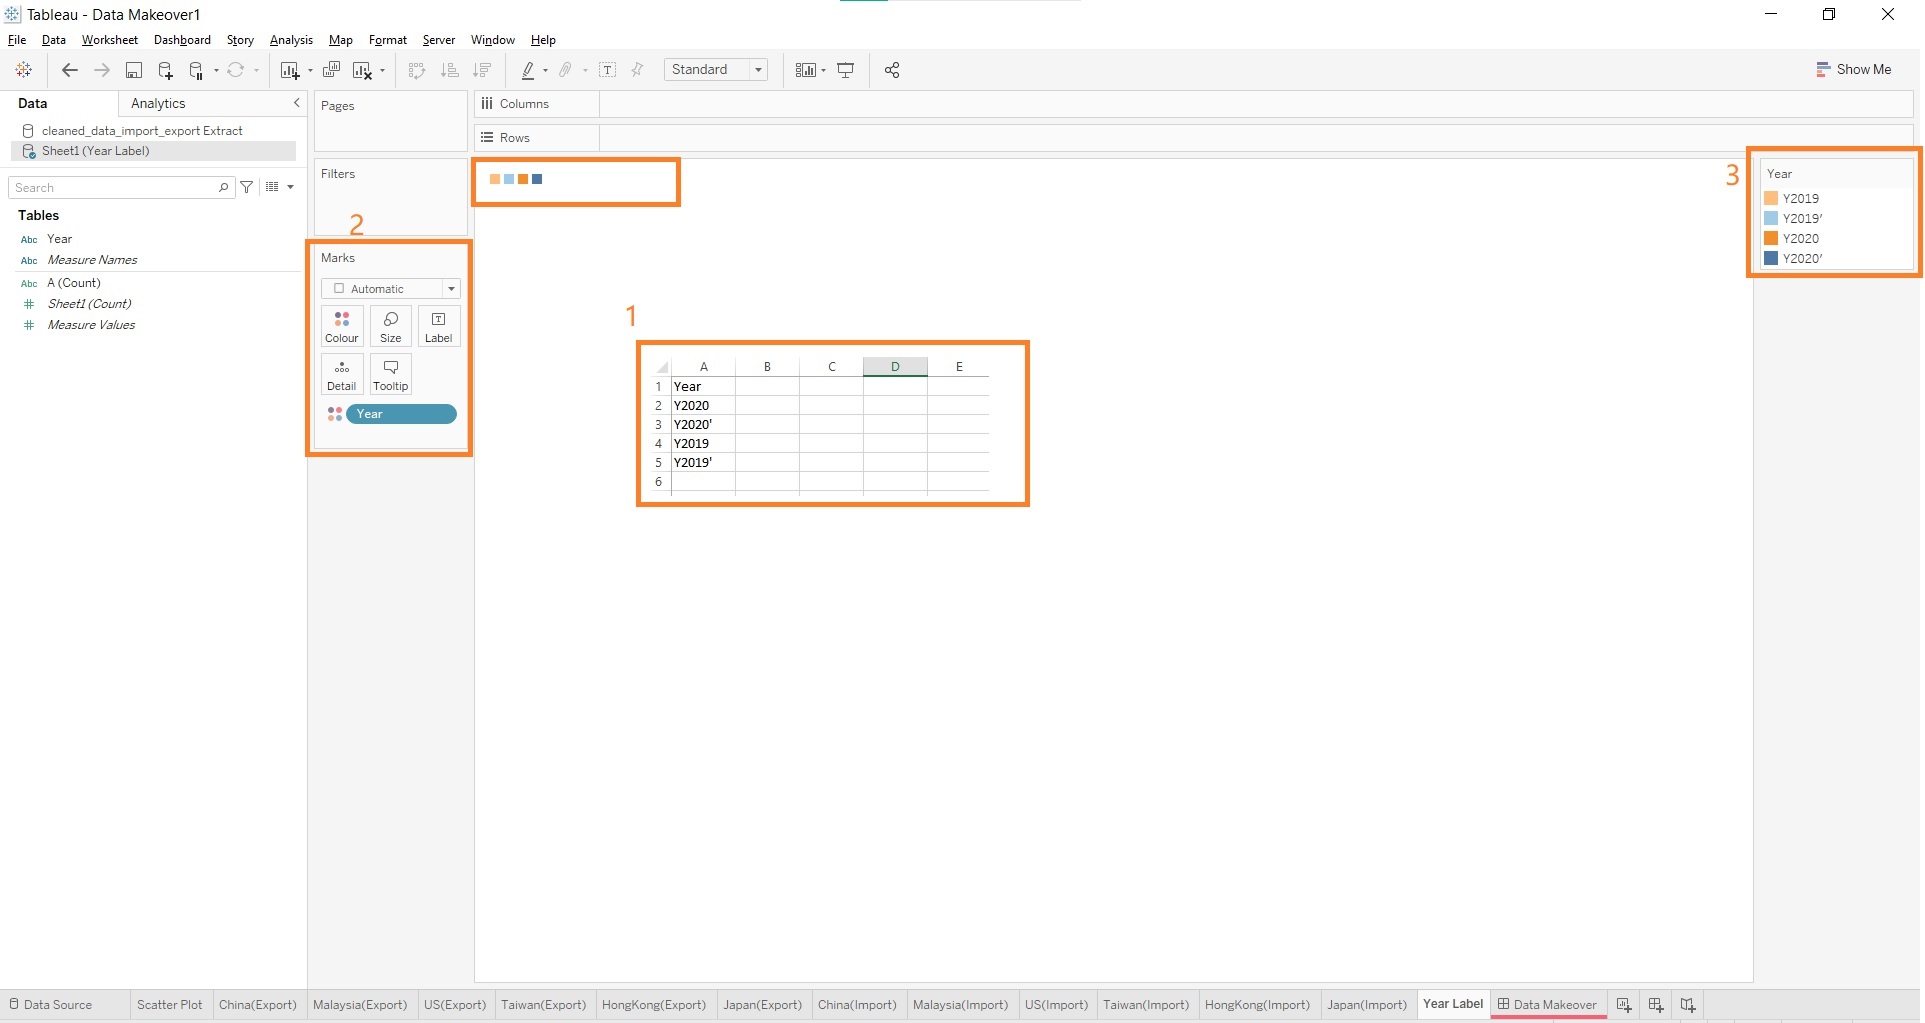 Tableau - Data Makeover1
File Data Worksheet Dashboard Story Analysis Map Format Server Window Help
Standard
Show Me
Data Analytics
cleaned_data_import_export Extract
Sheet1 (Year Label)
Search
Tables
Abc Year
Abc Measure Names
Abc A (Count)
# Sheet1 (Count)
# Measure Values
Pages
Filters
2
Marks
Automatic
Colour Size Label
Detail Tooltip
Year
Columns
Rows
1
A B C D E
1 Year
2 Y2020
3 Y2020'
4 Y2019
5 Y2019'
6
3
Year
Y2019
Y2019'
Y2020
Y2020'
Data Source Scatter Plot China(Export) Malaysia(Export) US(Export) Taiwan(Export) HongKong(Export) Japan(Export) China(Import) Malaysia(Import) US(Import) Taiwan(Import) HongKong(Import) Japan(Import) Year Label Data Makeover